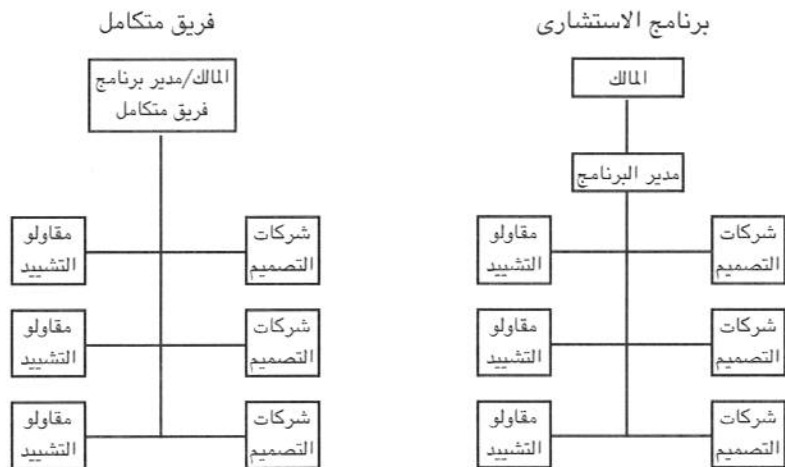 برنامج الاستشارى
المالك
مدير البرنامج
شركات
التصميم
مقاولو
التشييد
شركات
التصميم
مقاولو
التشييد
شركات
التصميم
مقاولو
التشييد
فريق متكامل
المالك/مدير برنامج
فريق متكامل
شركات
التصميم
مقاولو
التشييد
شركات
التصميم
مقاولو
التشييد
شركات
التصميم
مقاولو
التشييد